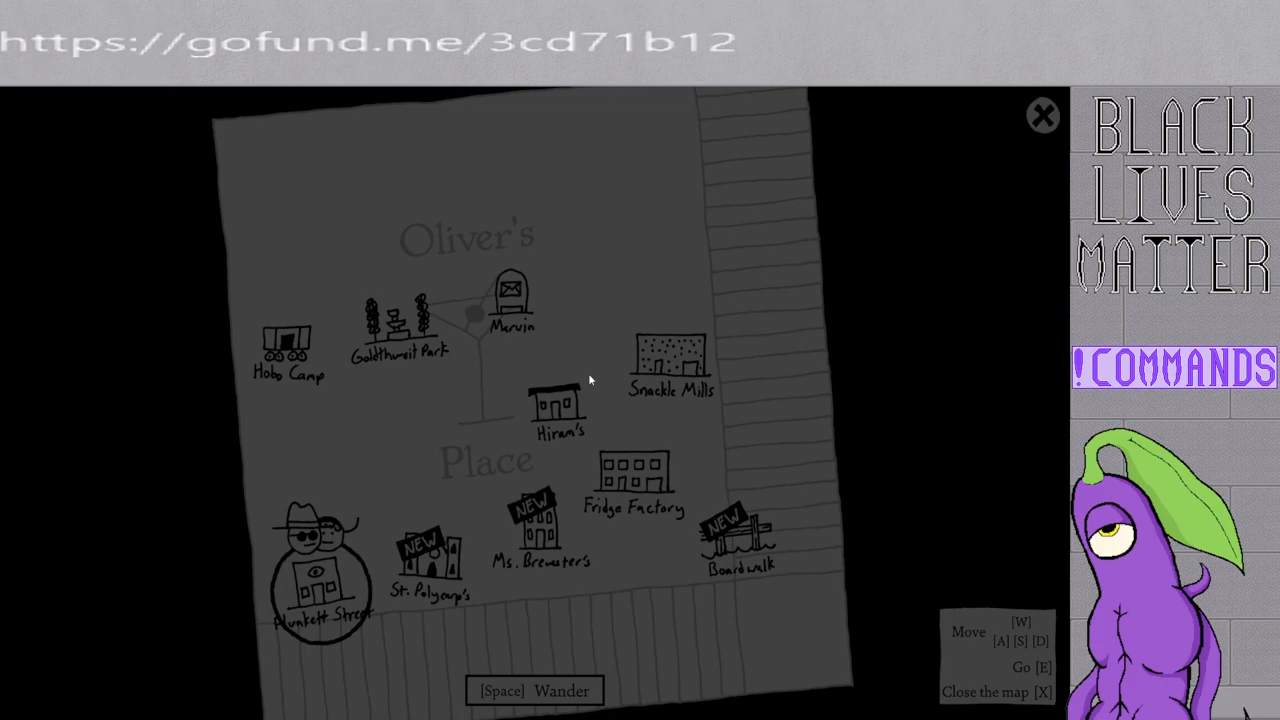 https://gofund.me/3cd71b12
BLACK
LIVES
MATTER
!COMMANDS
Oliver's
Marvin
Goldthwait Park
Hobo Camp
Snackle Mills
Hiram's
Place
Fridge Factory
NEW
Ms. Brewster's
NEW
Boardwalk
NEW
St. Polycarp's
Plunkett Street
[Space] Wander
Move [W]
[A] [S] [D]
Go [E]
Close the map [X]